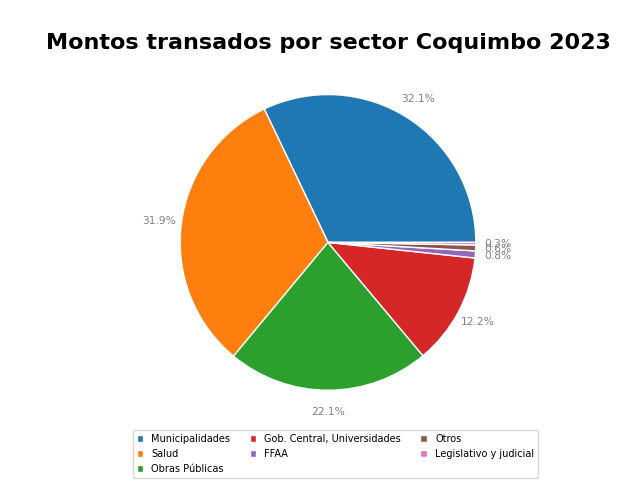 Montos transados por sector Coquimbo 2023
32.1%
31.9%
0.3%
0.6%
0.8%
12.2%
22.1%
Municipalidades
Salud
Obras Públicas
Gob. Central, Universidades
FFAA
Otros
Legislativo y judicial